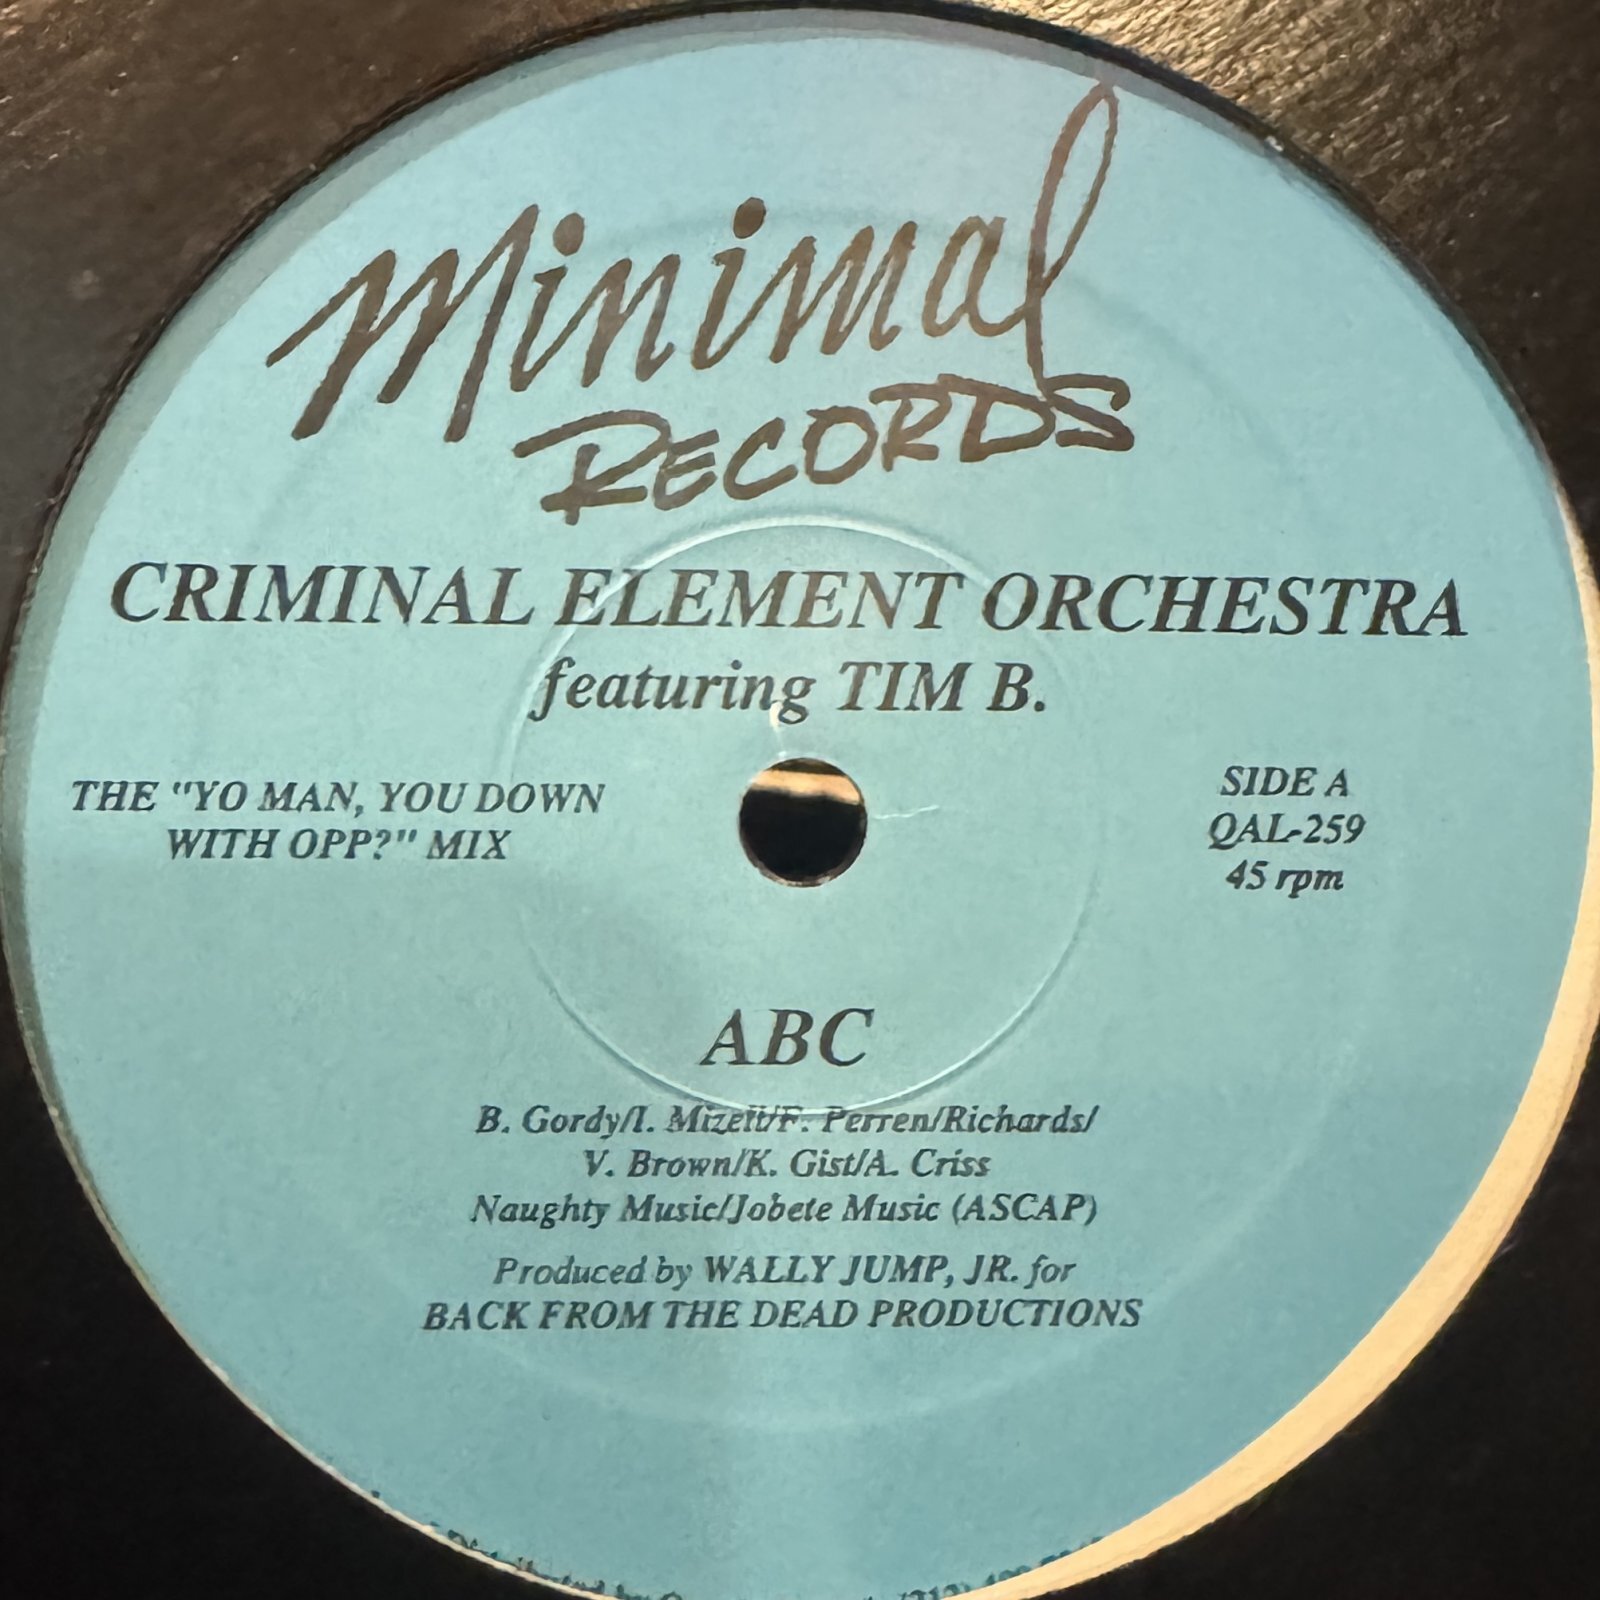 Minimal
RECORDS
CRIMINAL ELEMENT ORCHESTRA
featuring TIM B.
THE "YO MAN, YOU DOWN
WITH OPP?" MIX
SIDE A
QAL-259
45 rpm
ABC
B. Gordy/I. Mizell/F. Perren/Richards/
V. Brown/K. Gist/A. Criss
Naughty Music/Jobete Music (ASCAP)
Produced by WALLY JUMP, JR. for
BACK FROM THE DEAD PRODUCTIONS